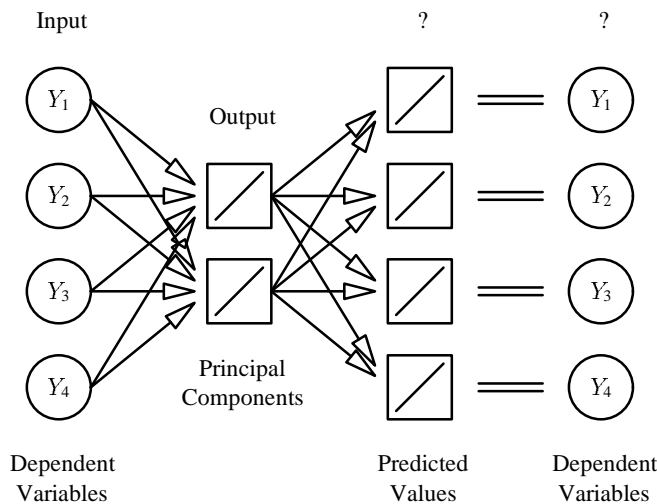 Input
?
?
Y1
Y1
Output
Y2
Y2
Y3
Y3
Principal
Components
Y4
Y4
Dependent
Variables
Predicted
Values
Dependent
Variables